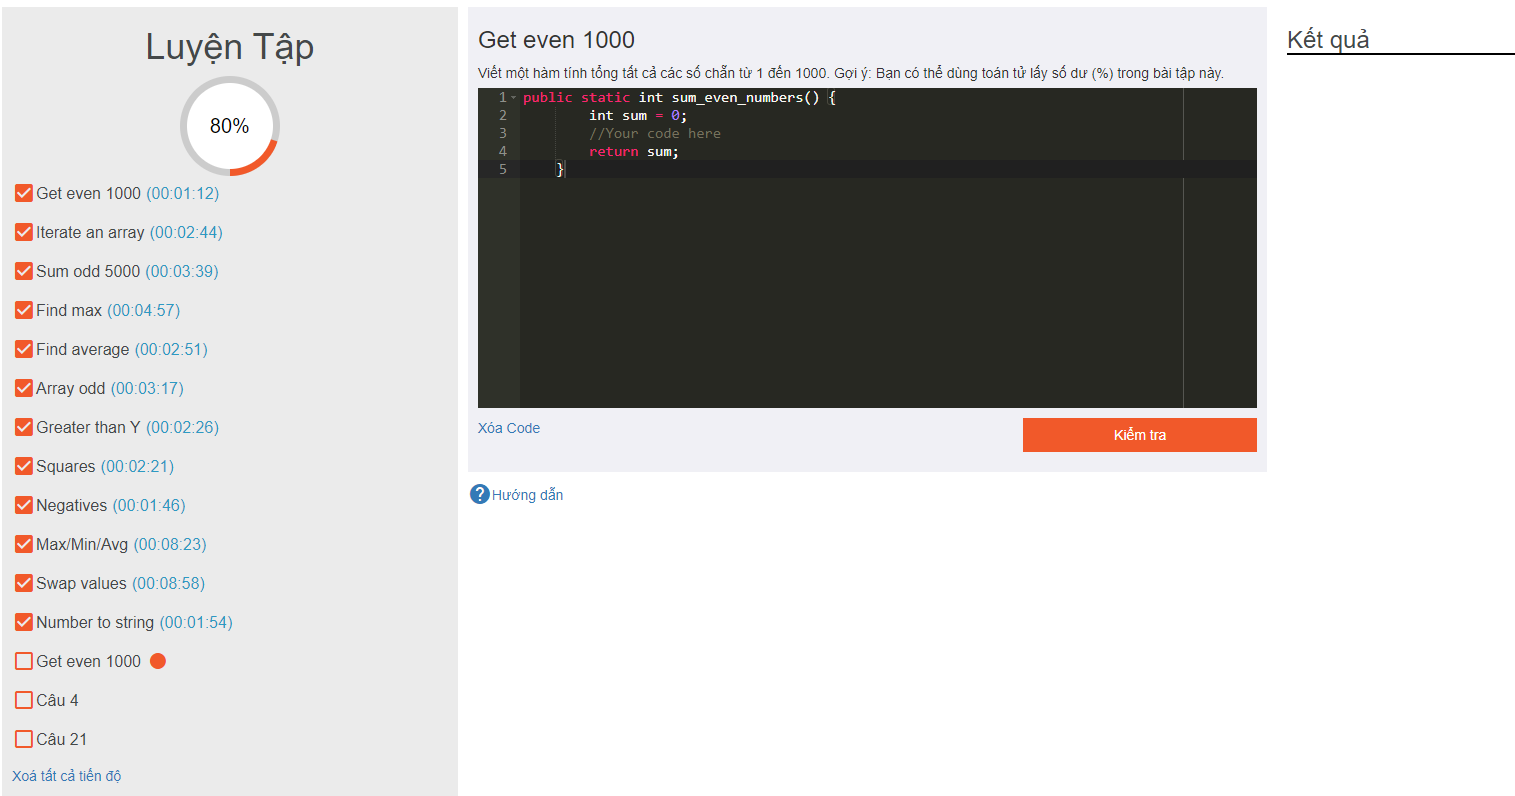 Luyện Tập
80%
Get even 1000 (00:01:12)
Iterate an array (00:02:44)
Sum odd 5000 (00:03:39)
Find max (00:04:57)
Find average (00:02:51)
Array odd (00:03:17)
Greater than Y (00:02:26)
Squares (00:02:21)
Negatives (00:01:46)
Max/Min/Avg (00:08:23)
Swap values (00:08:58)
Number to string (00:01:54)
Get even 1000
Câu 4
Câu 21
Xoá tất cả tiến độ
Get even 1000
Viết một hàm tính tổng tất cả các số chẵn từ 1 đến 1000. Gợi ý: Bạn có thể dùng toán tử lấy số dư (%) trong bài tập này.
1 public static int sum_even_numbers() {
2 int sum = 0;
3 //Your code here
4 return sum;
5 }
Xóa Code
Kiểm tra
? Hướng dẫn
Kết quả